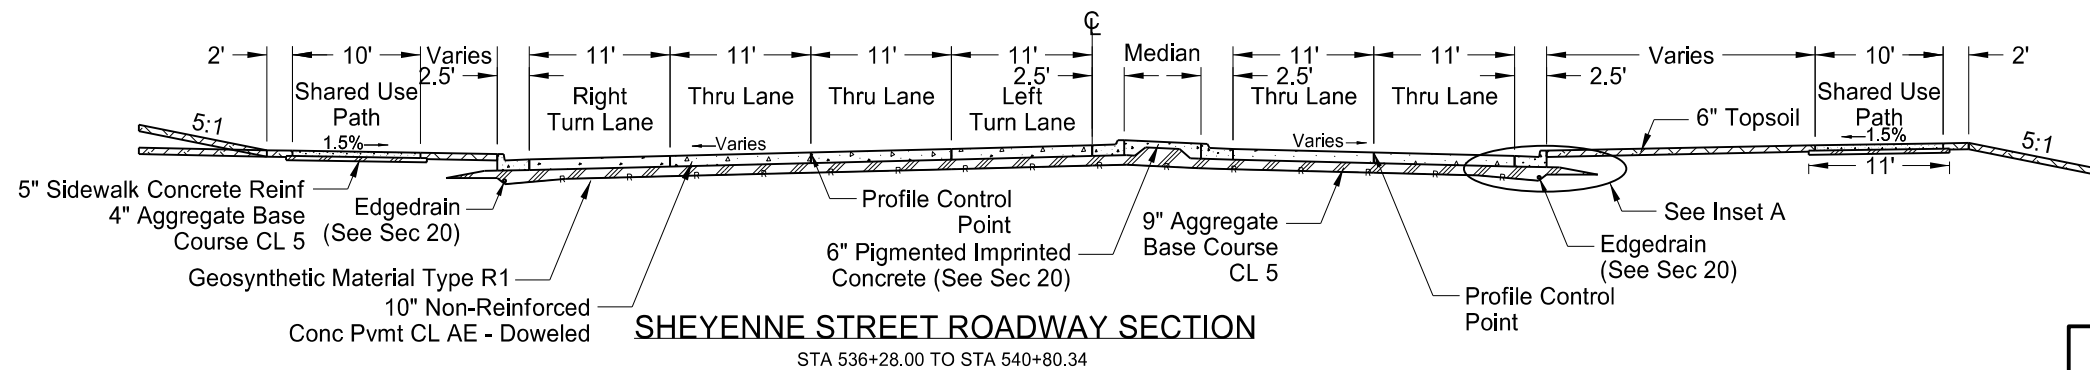 ℄
2'
10'
Varies
11'
11'
11'
11'
Median
11'
11'
Varies
10'
2'
2.5'
2.5'
2.5'
2.5'
Shared Use
Path
Right
Turn Lane
Thru Lane
Thru Lane
Left
Turn Lane
Thru Lane
Thru Lane
6" Topsoil
Shared Use
Path
5:1
1.5%
Varies
Varies
1.5%
5:1
11'
5" Sidewalk Concrete Reinf
4" Aggregate Base
Course CL 5
Edgedrain
(See Sec 20)
Profile Control
Point
9" Aggregate
Base Course
CL 5
See Inset A
Edgedrain
(See Sec 20)
6" Pigmented Imprinted
Concrete (See Sec 20)
Geosynthetic Material Type R1
10" Non-Reinforced
Conc Pvmt CL AE - Doweled
Profile Control
Point
R R R R R R R R
SHEYENNE STREET ROADWAY SECTION
STA 536+28.00 TO STA 540+80.34